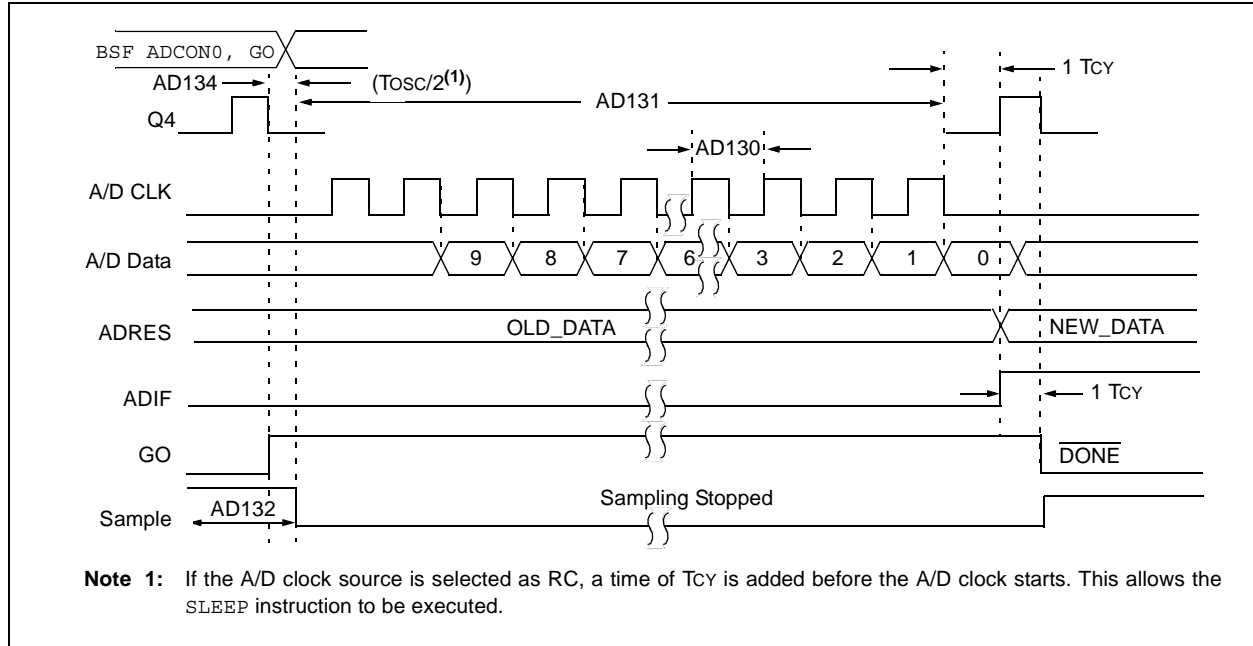 BSF ADCON0, GO
AD134
(TOSC/2(1))
AD131
1 TCY
Q4
AD130
A/D CLK
A/D Data
9 8 7 6 3 2 1 0
ADRES
OLD_DATA
NEW_DATA
ADIF
1 TCY
GO
DONE
Sample
AD132
Sampling Stopped
Note 1: If the A/D clock source is selected as RC, a time of TCY is added before the A/D clock starts. This allows the
SLEEP instruction to be executed.